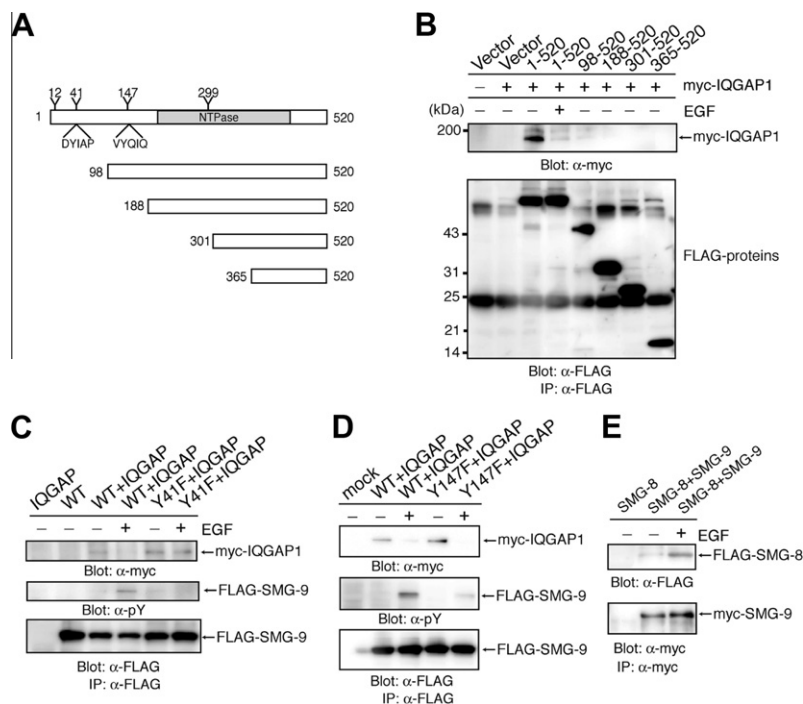 A
12 41 147 299
1 NTPase 520
DYIAP VYQIQ
98 520
188 520
301 520
365 520
B
Vector Vector 1-520 1-520 98-520 188-520 301-520 365-520
– + + + + + + + myc-IQGAP1
(kDa) + EGF
200
←myc-IQGAP1
Blot: α-myc
43
31
25
21
14
FLAG-proteins
Blot: α-FLAG
IP: α-FLAG
C
IQGAP WT WT+IQGAP WT+IQGAP Y41F+IQGAP Y41F+IQGAP
– – – + – + EGF
←myc-IQGAP1
Blot: α-myc
←FLAG-SMG-9
Blot: α-pY
←FLAG-SMG-9
Blot: α-FLAG
IP: α-FLAG
D
mock WT+IQGAP WT+IQGAP Y147F+IQGAP Y147F+IQGAP
– – + – + EGF
←myc-IQGAP1
Blot: α-myc
←FLAG-SMG-9
Blot: α-pY
←FLAG-SMG-9
Blot: α-FLAG
IP: α-FLAG
E
SMG-8 SMG-8+SMG-9 SMG-8+SMG-9
– – + EGF
←FLAG-SMG-8
Blot: α-FLAG
←myc-SMG-9
Blot: α-myc
IP: α-myc